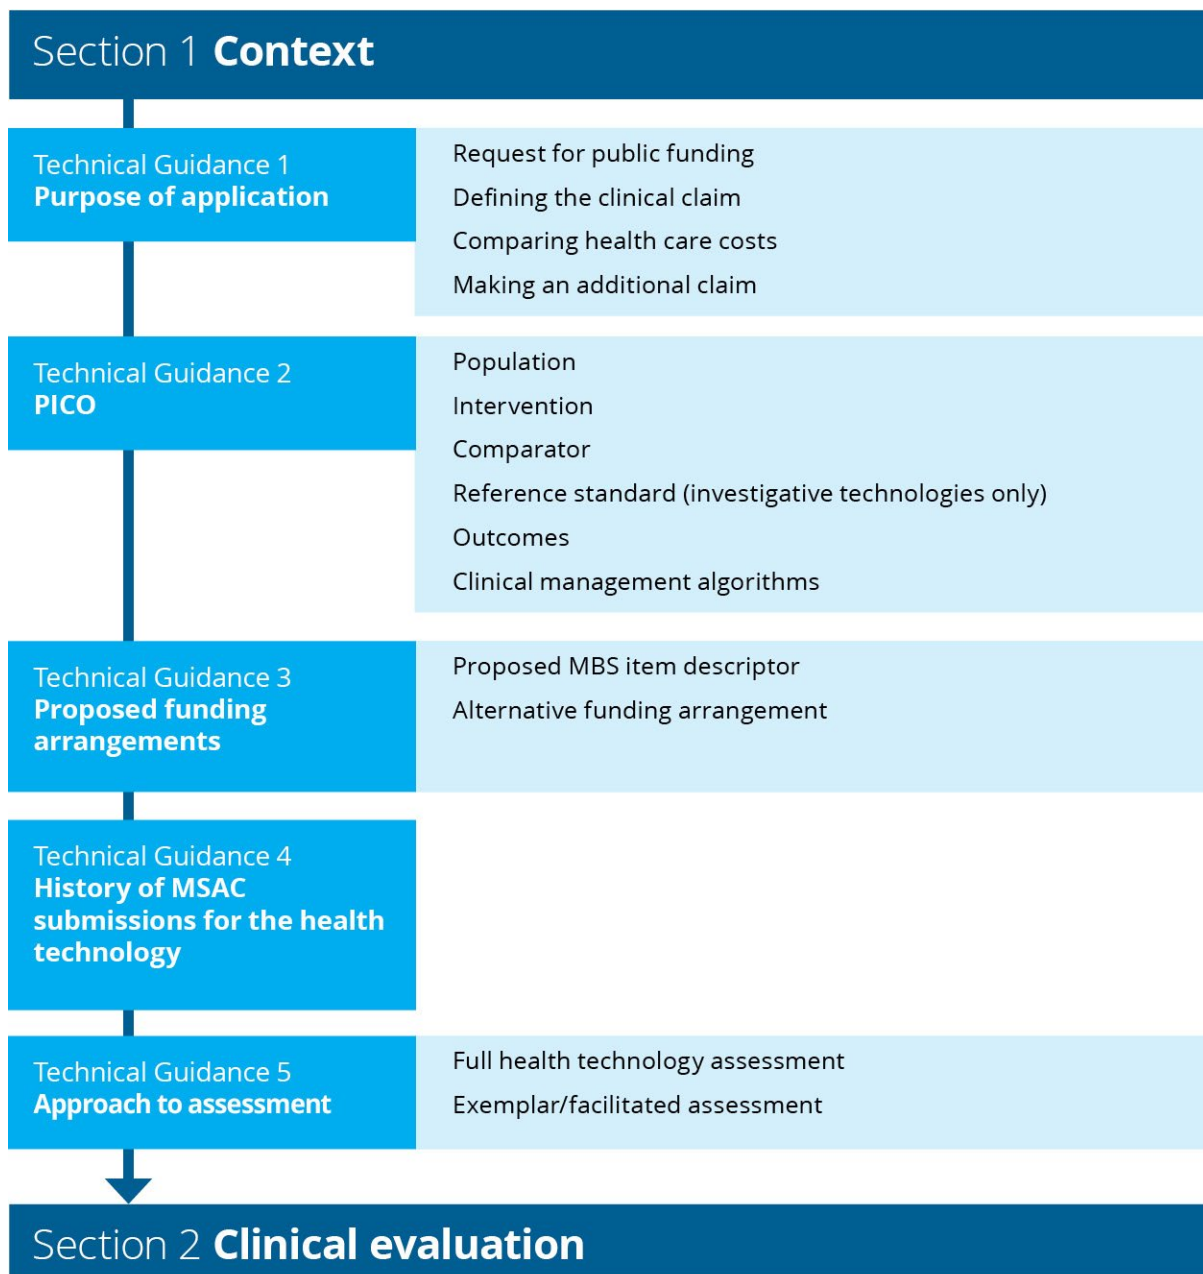 Section 1 Context
Technical Guidance 1
Purpose of application
Request for public funding
Defining the clinical claim
Comparing health care costs
Making an additional claim
Technical Guidance 2
PICO
Population
Intervention
Comparator
Reference standard (investigative technologies only)
Outcomes
Clinical management algorithms
Technical Guidance 3
Proposed funding
arrangements
Proposed MBS item descriptor
Alternative funding arrangement
Technical Guidance 4
History of MSAC
submissions for the health
technology
Technical Guidance 5
Approach to assessment
Full health technology assessment
Exemplar/facilitated assessment
Section 2 Clinical evaluation